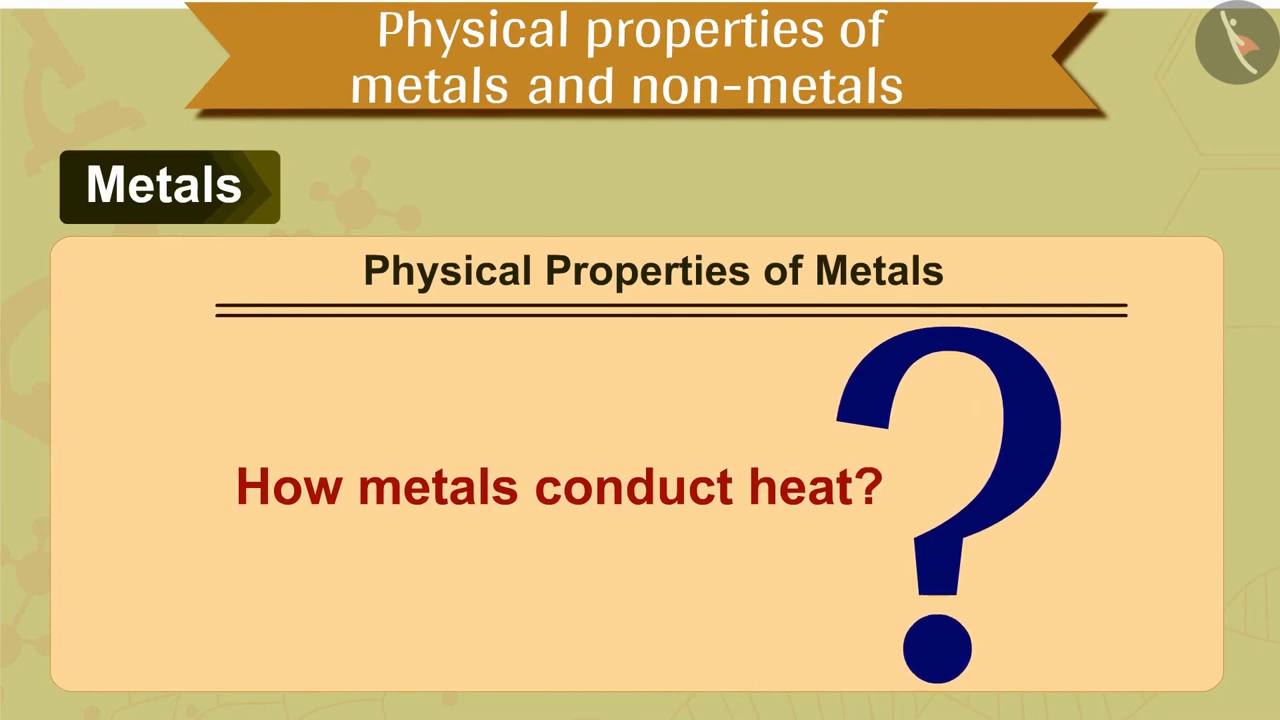 Physical properties of
metals and non-metals
Metals
Physical Properties of Metals
How metals conduct heat?
?